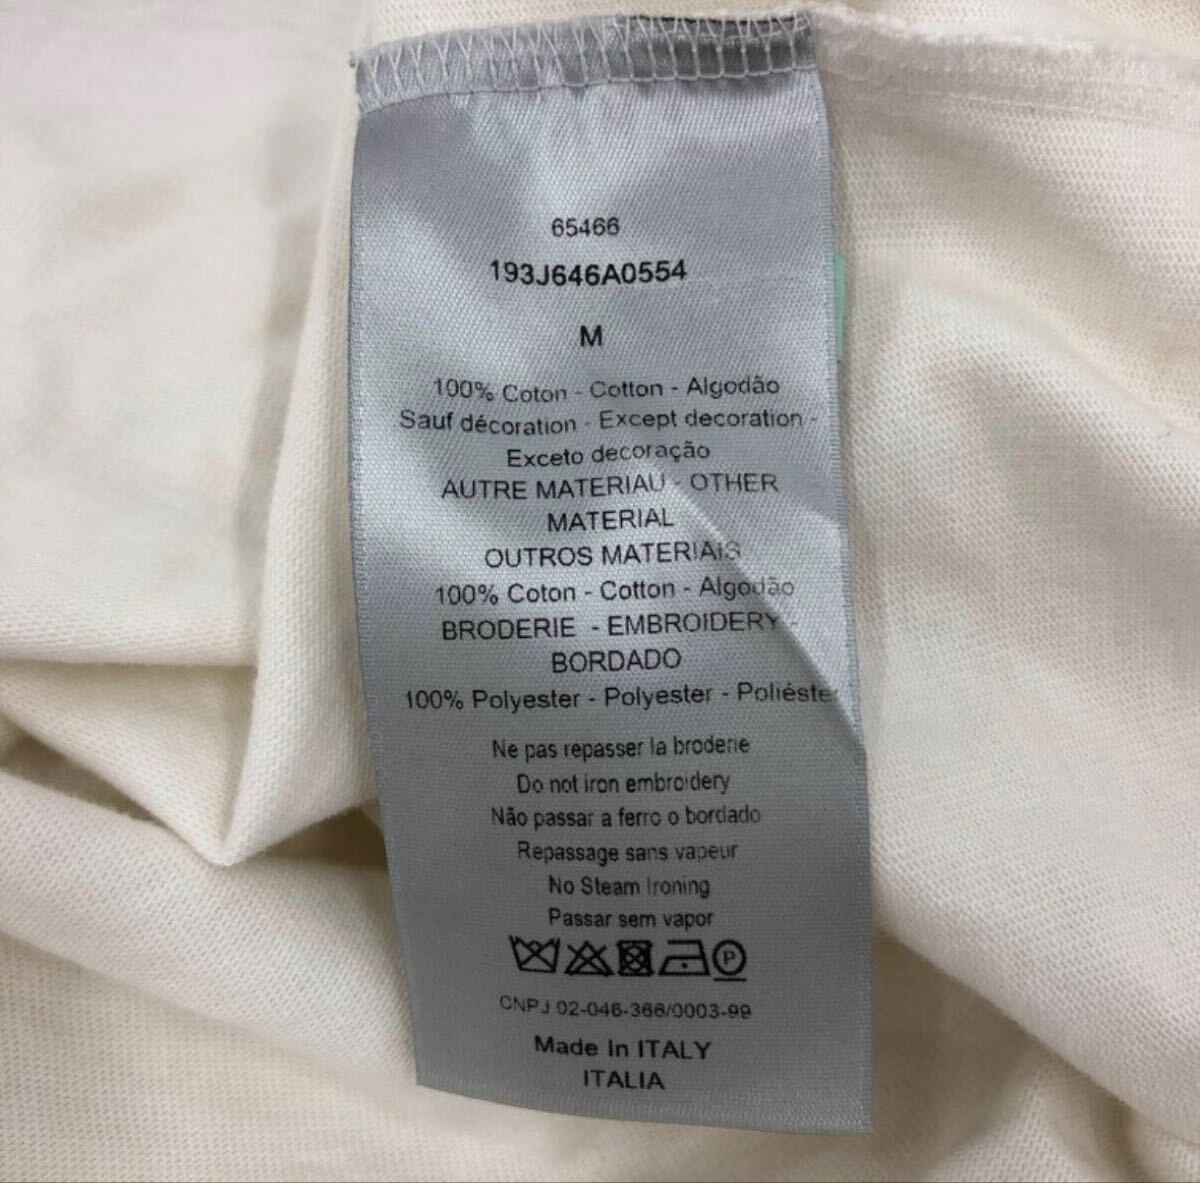 65466
193J646A0554
M
100% Coton - Cotton - Algodão
Sauf décoration - Except decoration -
Exceto decoração
AUTRE MATERIAU - OTHER
MATERIAL
OUTROS MATERIAIS
100% Coton - Cotton - Algodão
BRODERIE - EMBROIDERY -
BORDADO
100% Polyester - Polyester - Poliéster
Ne pas repasser la broderie
Do not iron embroidery
Não passar a ferro o bordado
Repassage sans vapeur
No Steam Ironing
Passar sem vapor
P
CNPJ 02-046-366/0003-99
Made In ITALY
ITALIA